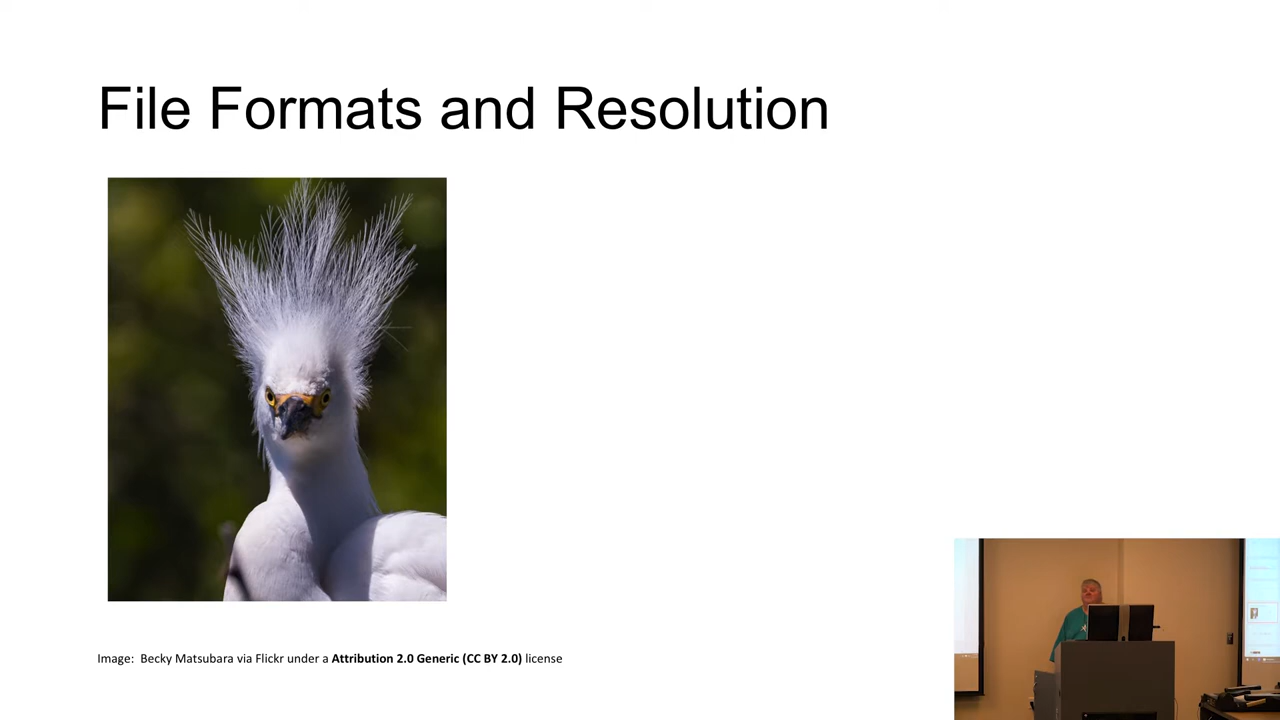 File Formats and Resolution
Image: Becky Matsubara via Flickr under a Attribution 2.0 Generic (CC BY 2.0) license